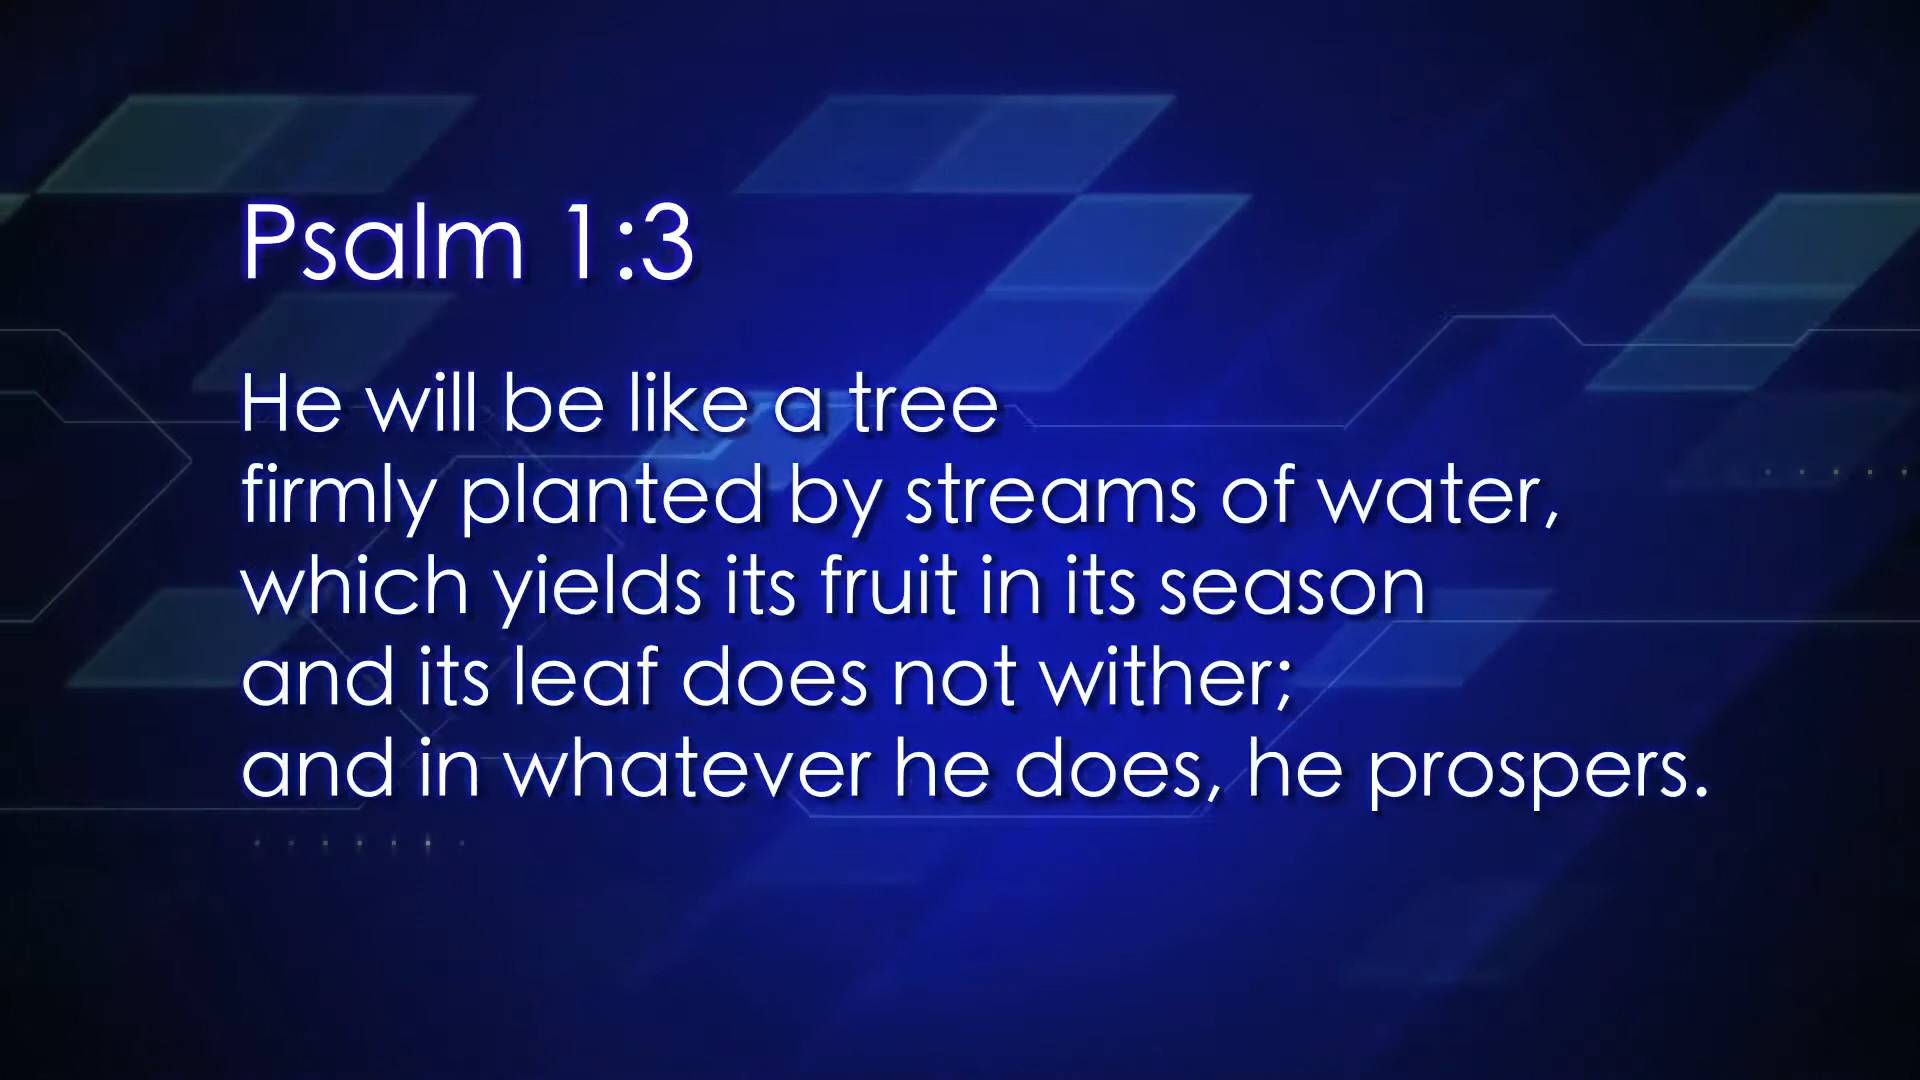 Psalm 1:3
He will be like a tree
firmly planted by streams of water,
which yields its fruit in its season
and its leaf does not wither;
and in whatever he does, he prospers.